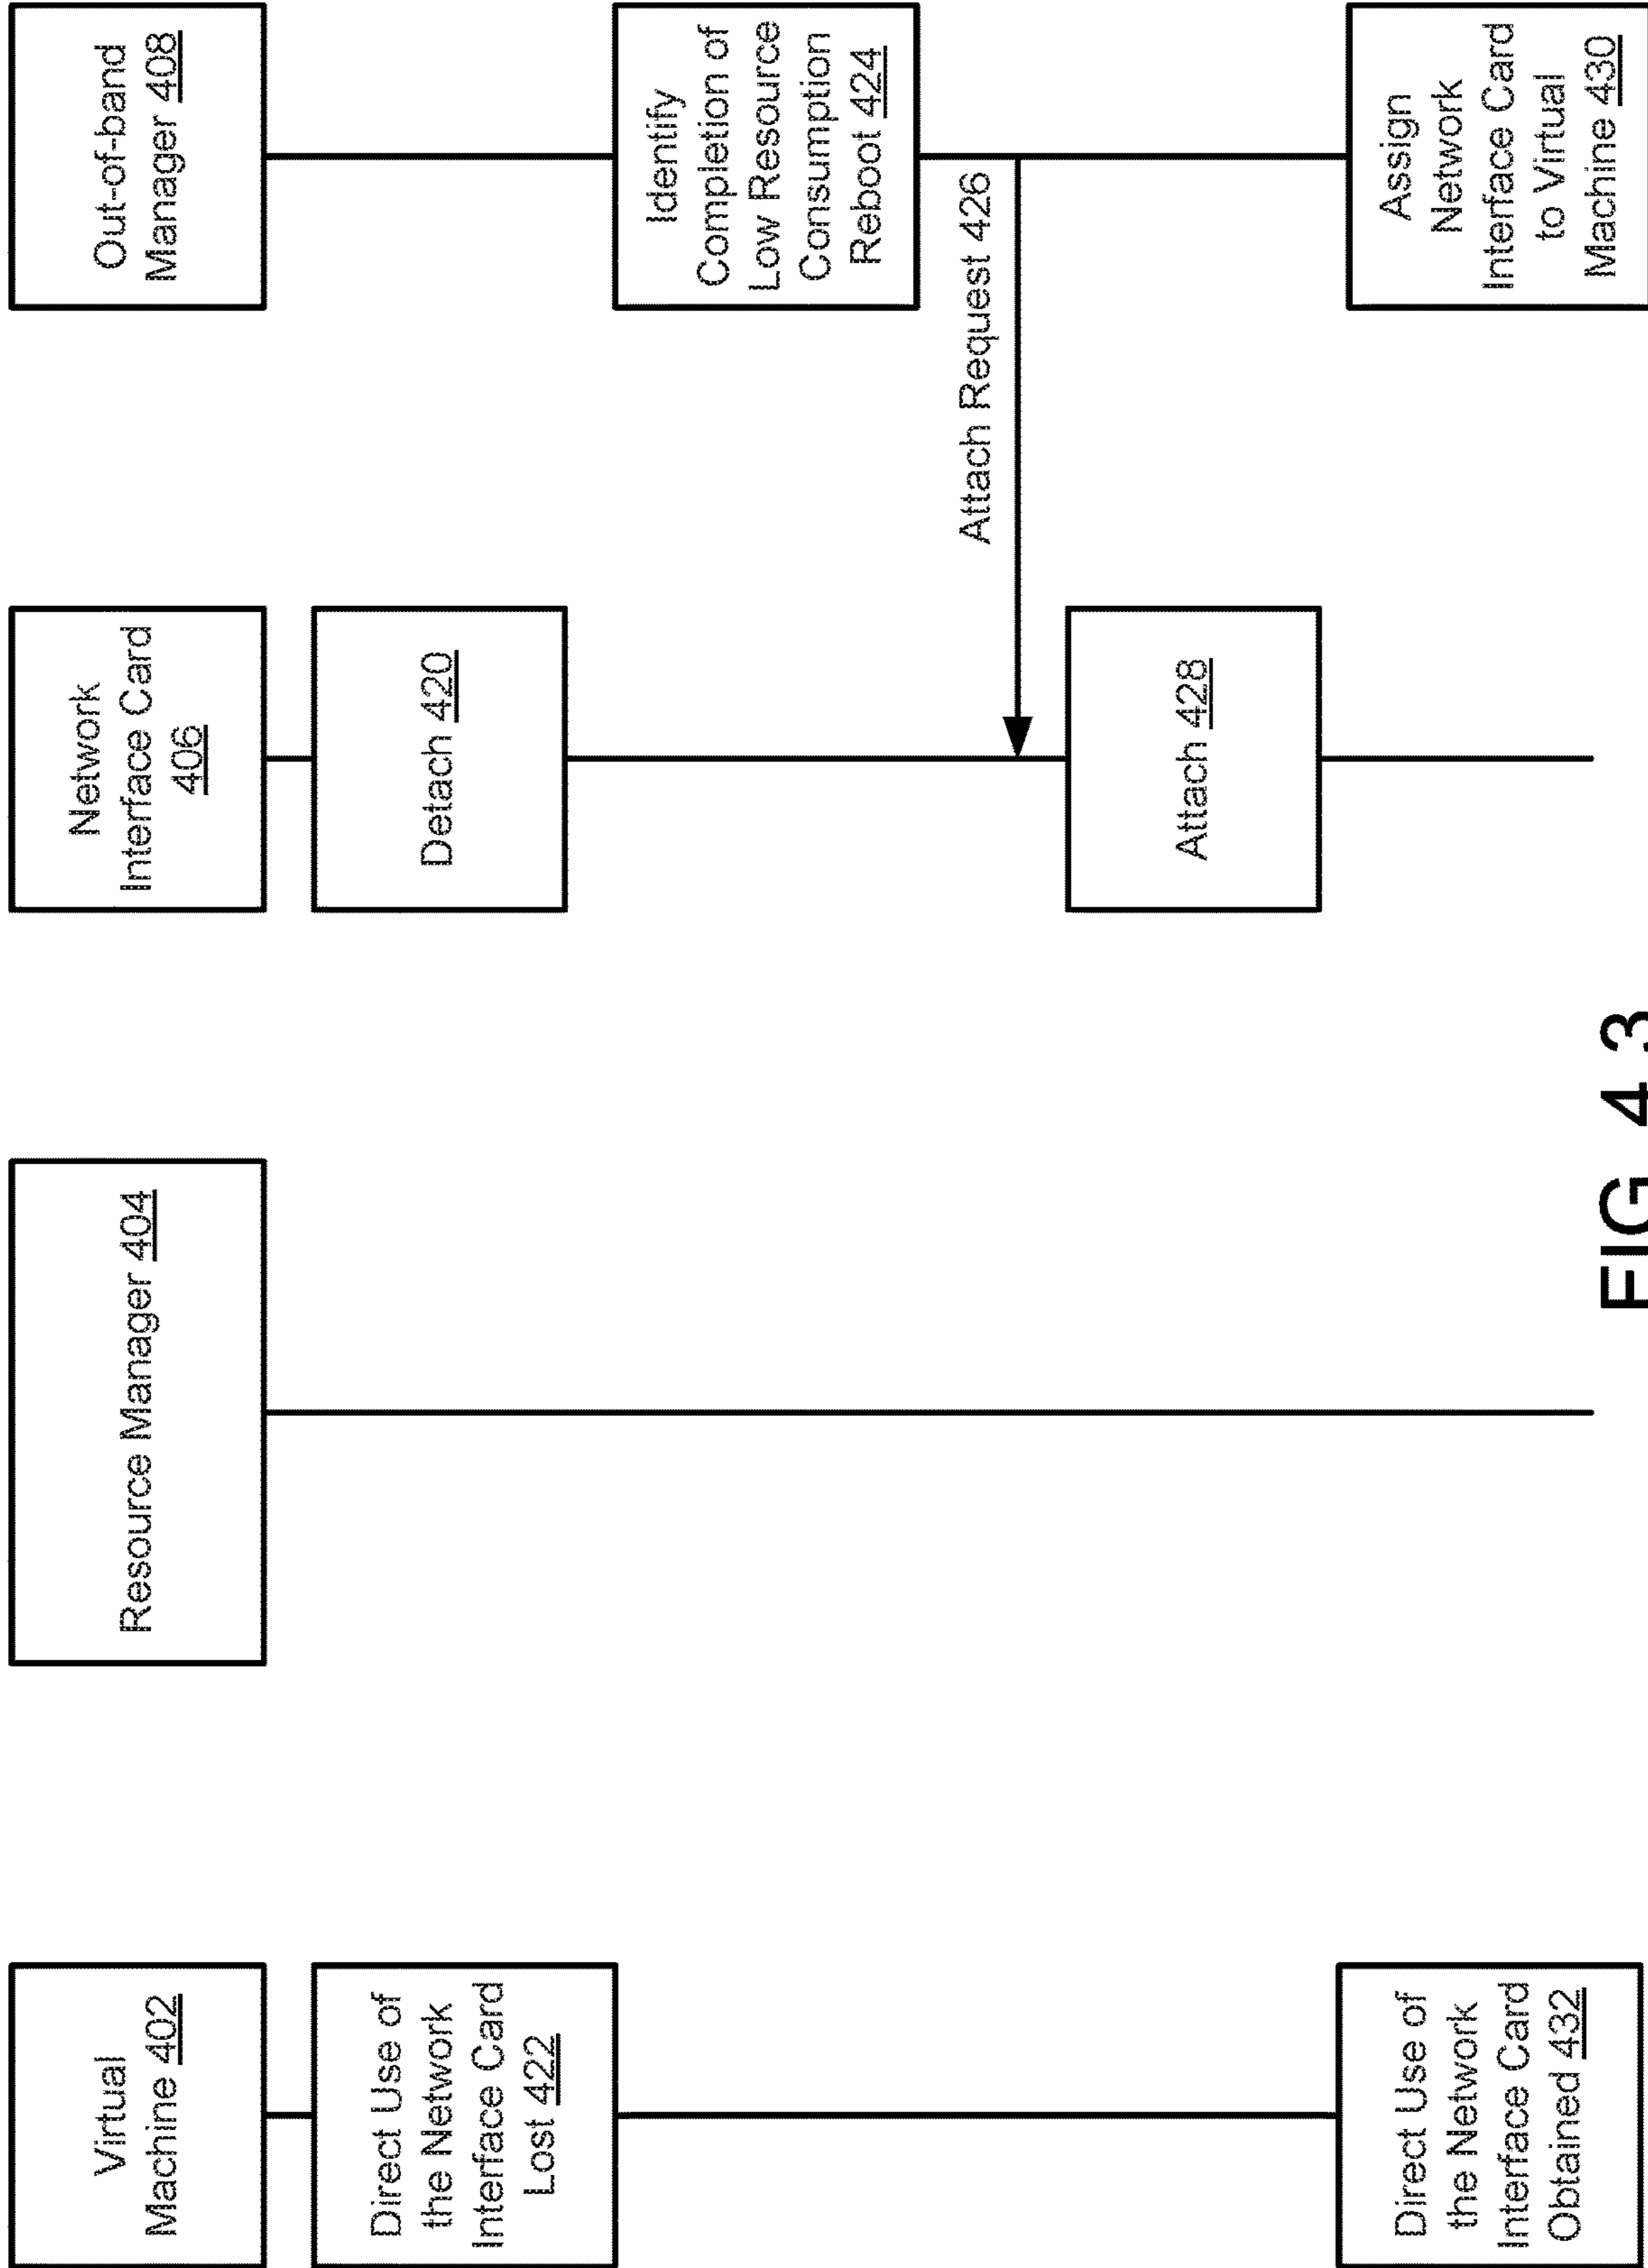 Virtual
Machine 402
Resource Manager 404
Network
Interface Card
406
Out-of-band
Manager 408
Direct Use of
the Network
Interface Card
Lost 422
Detach 420
Identify
Completion of
Low Resource
Consumption
Reboot 424
Attach Request 426
Attach 428
Direct Use of
the Network
Interface Card
Obtained 432
Assign
Network
Interface Card
to Virtual
Machine 430
FIG. 4.3